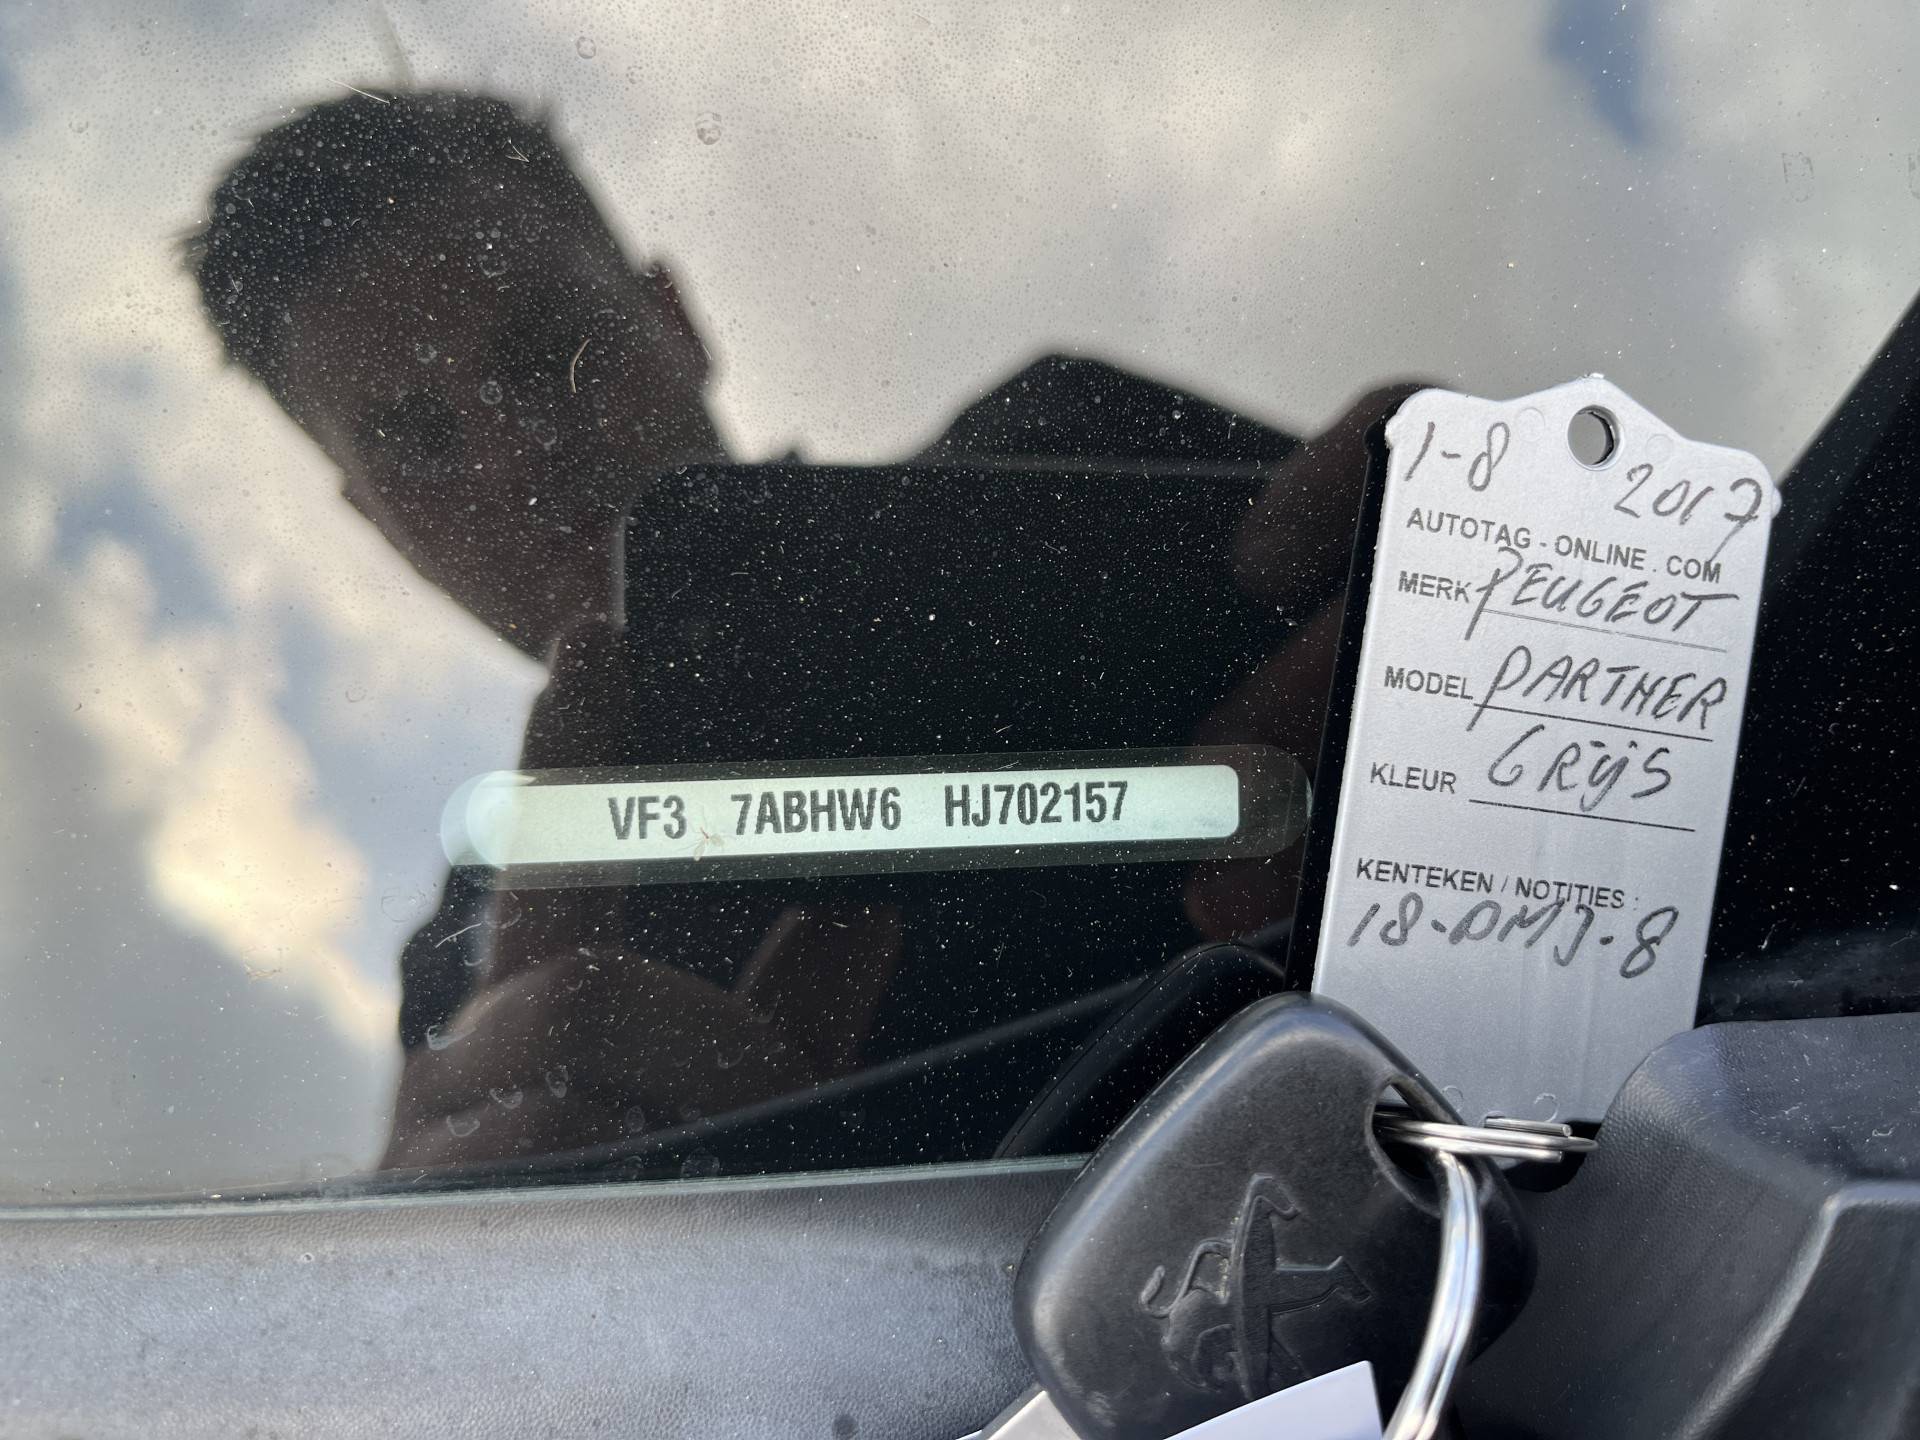 VF3 7ABHW6 HJ702157
1-8 2017
AUTOTAG - ONLINE . COM
MERK PEUGEOT
MODEL PARTNER
KLEUR GRIJS
KENTEKEN / NOTITIES :
18-DMJ-8